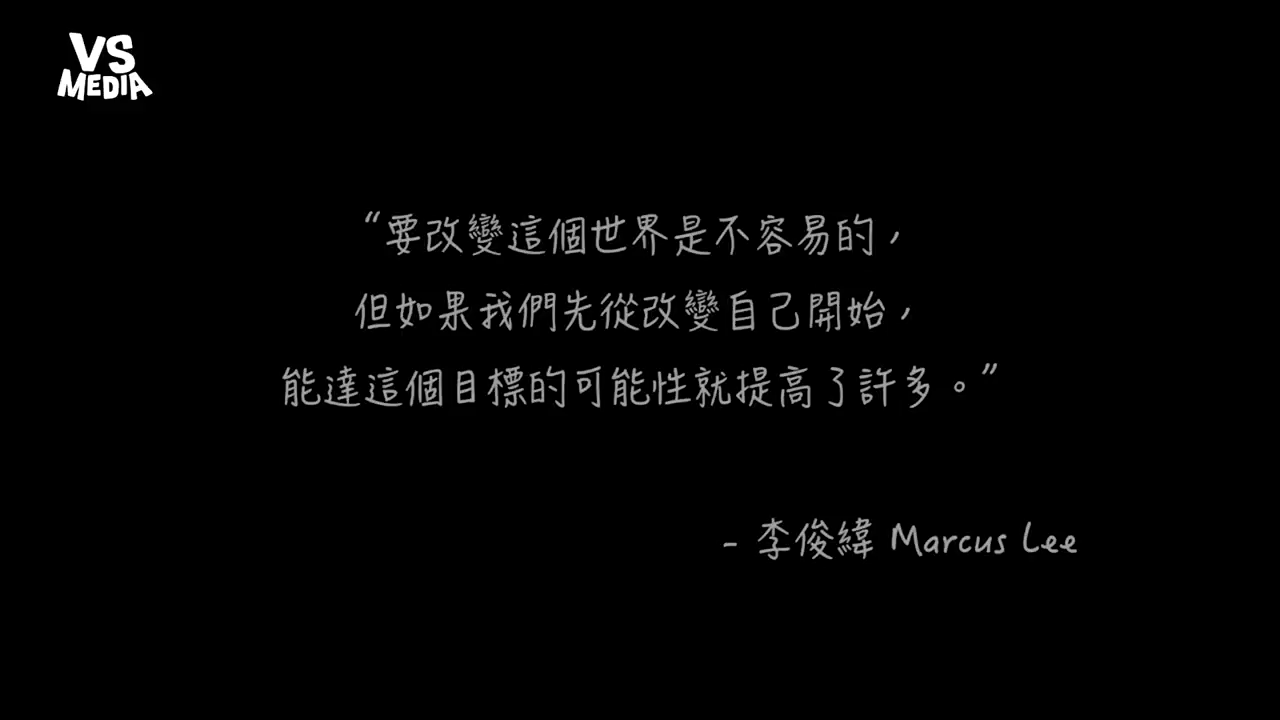 VS
MEDIA
“要改變這個世界是不容易的，
但如果我們先從改變自己開始，
能達這個目標的可能性就提高了許多。”
- 李俊緯 Marcus Lee